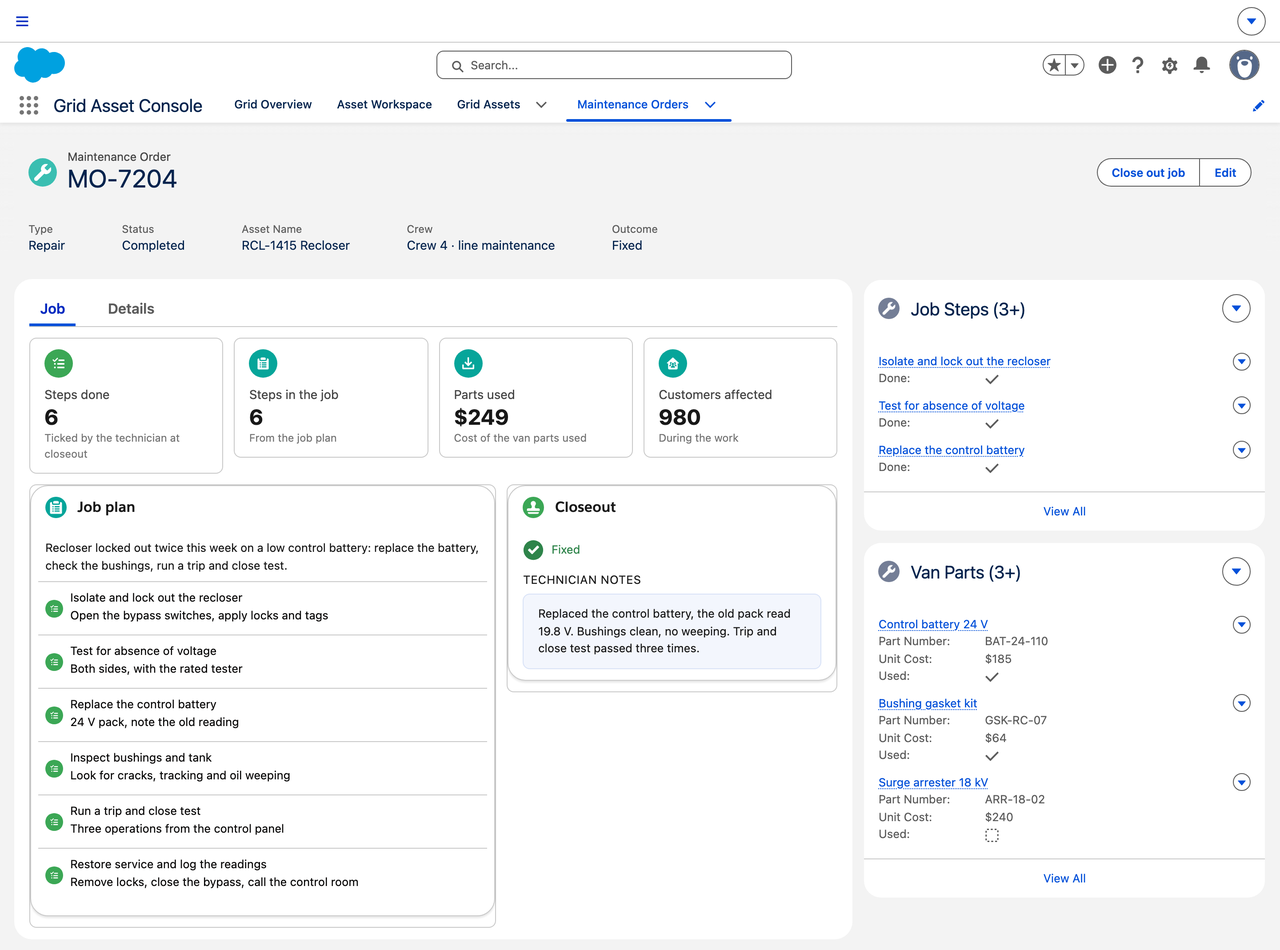 Search...
Grid Asset Console
Grid Overview
Asset Workspace
Grid Assets
Maintenance Orders
Maintenance Order
MO-7204
Close out job
Edit
Type
Repair
Status
Completed
Asset Name
RCL-1415 Recloser
Crew
Crew 4 · line maintenance
Outcome
Fixed
Job
Details
Steps done
6
Ticked by the technician at
closeout
Steps in the job
6
From the job plan
Parts used
$249
Cost of the van parts used
Customers affected
980
During the work
Job plan
Recloser locked out twice this week on a low control battery: replace the battery,
check the bushings, run a trip and close test.
Isolate and lock out the recloser
Open the bypass switches, apply locks and tags
Test for absence of voltage
Both sides, with the rated tester
Replace the control battery
24 V pack, note the old reading
Inspect bushings and tank
Look for cracks, tracking and oil weeping
Run a trip and close test
Three operations from the control panel
Restore service and log the readings
Remove locks, close the bypass, call the control room
Closeout
Fixed
TECHNICIAN NOTES
Replaced the control battery, the old pack read
19.8 V. Bushings clean, no weeping. Trip and
close test passed three times.
Job Steps (3+)
Isolate and lock out the recloser
Done:
Test for absence of voltage
Done:
Replace the control battery
Done:
View All
Van Parts (3+)
Control battery 24 V
Part Number: BAT-24-110
Unit Cost: $185
Used:
Bushing gasket kit
Part Number: GSK-RC-07
Unit Cost: $64
Used:
Surge arrester 18 kV
Part Number: ARR-18-02
Unit Cost: $240
Used:
View All